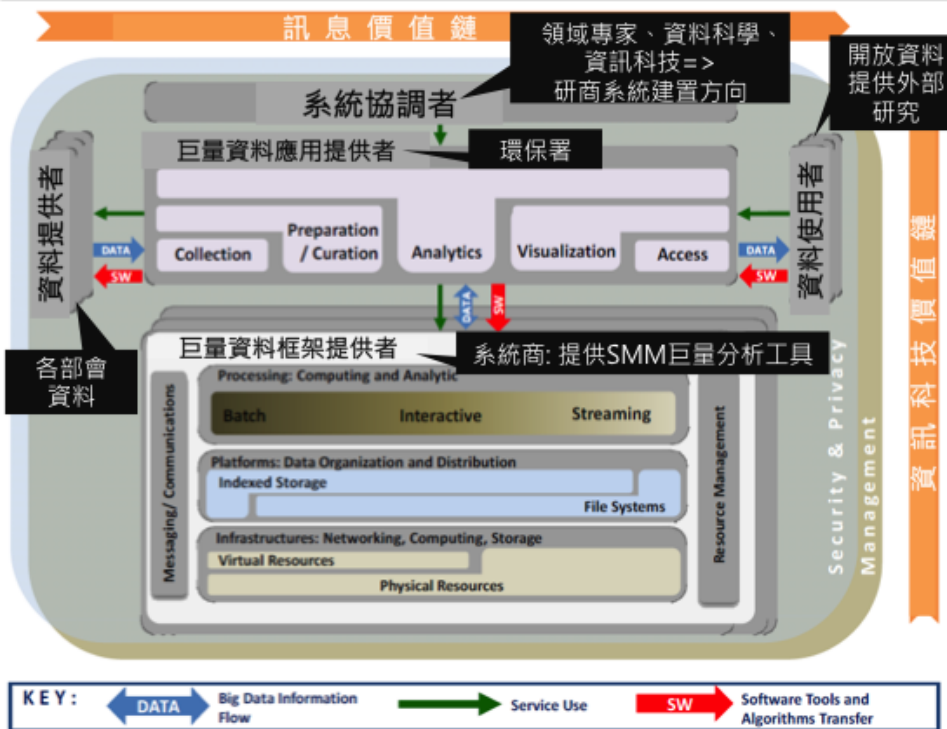 訊息價值鏈
領域專家、資料科學、
資訊科技=>
研商系統建置方向
開放資料
提供外部
研究
系統協調者
巨量資料應用提供者
環保署
資料提供者
資料使用者
資訊科技價值鏈
Collection
Preparation
/ Curation
Analytics
Visualization
Access
DATA
SW
DATA
SW
DATA
SW
各部會
資料
巨量資料框架提供者
系統商: 提供SMM巨量分析工具
Processing: Computing and Analytic
Batch
Interactive
Streaming
Platforms: Data Organization and Distribution
Indexed Storage
File Systems
Infrastructures: Networking, Computing, Storage
Virtual Resources
Physical Resources
Messaging/ Communications
Resource Management
Security & Privacy
Management
KEY:
DATA
Big Data Information
Flow
Service Use
SW
Software Tools and
Algorithms Transfer